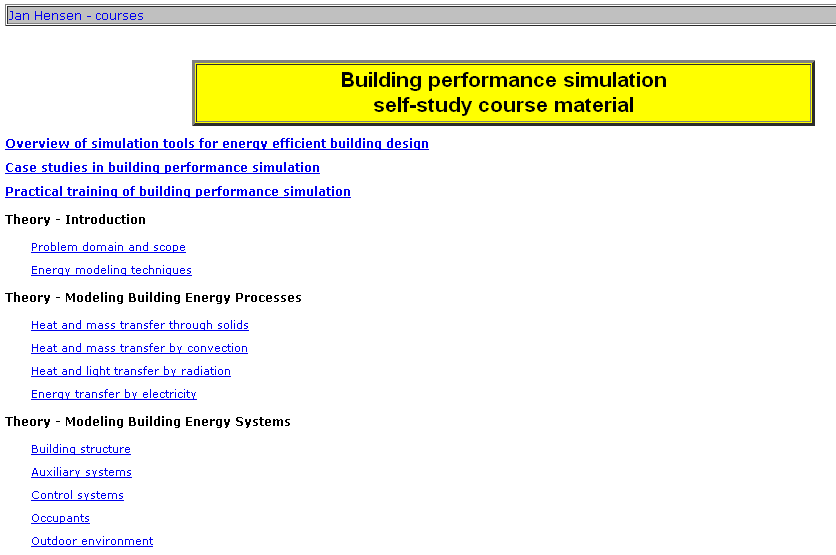 Jan Hensen - courses
Building performance simulation
self-study course material
Overview of simulation tools for energy efficient building design
Case studies in building performance simulation
Practical training of building performance simulation
Theory - Introduction
Problem domain and scope
Energy modeling techniques
Theory - Modeling Building Energy Processes
Heat and mass transfer through solids
Heat and mass transfer by convection
Heat and light transfer by radiation
Energy transfer by electricity
Theory - Modeling Building Energy Systems
Building structure
Auxiliary systems
Control systems
Occupants
Outdoor environment